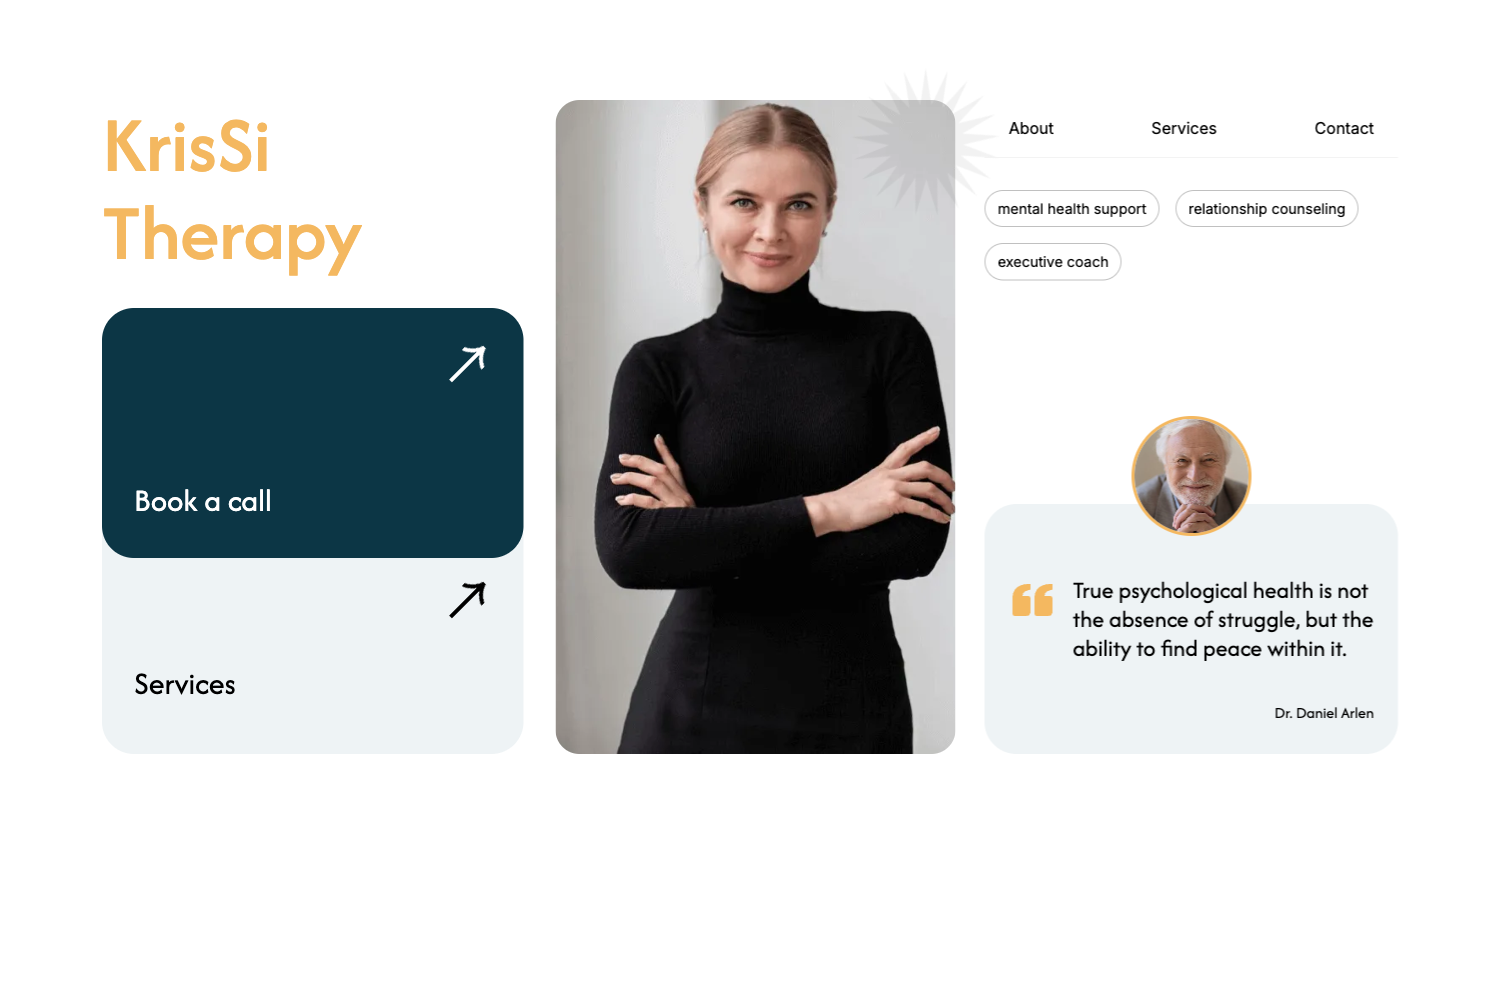 KrisSi
Therapy
Book a call
Services
About
Services
Contact
mental health support
relationship counseling
executive coach
“
True psychological health is not
the absence of struggle, but the
ability to find peace within it.
Dr. Daniel Arlen